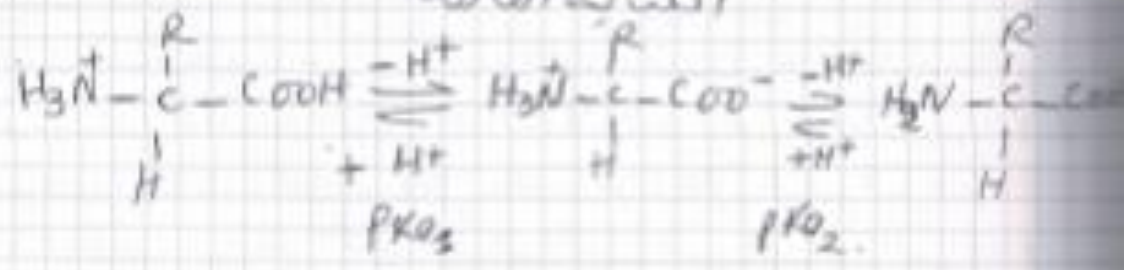 R R R
H₃N⁺ – C – COOH −H⁺ ⇌ +H⁺ H₃N⁺ – C – COO⁻ −H⁺ ⇌ +H⁺ H₂N – C –
H H H
pKa₁ pKa₂